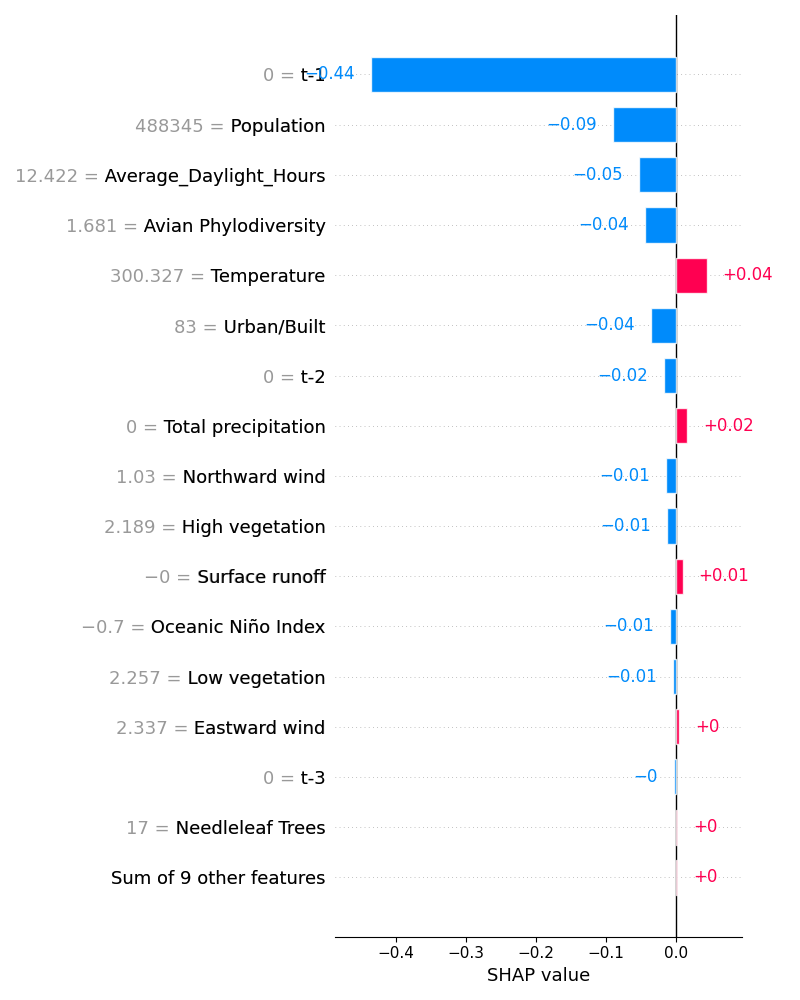 0 = t-1 −0.44
488345 = Population −0.09
12.422 = Average_Daylight_Hours −0.05
1.681 = Avian Phylodiversity −0.04
300.327 = Temperature +0.04
83 = Urban/Built −0.04
0 = t-2 −0.02
0 = Total precipitation +0.02
1.03 = Northward wind −0.01
2.189 = High vegetation −0.01
−0 = Surface runoff +0.01
−0.7 = Oceanic Niño Index −0.01
2.257 = Low vegetation −0.01
2.337 = Eastward wind +0
0 = t-3 −0
17 = Needleleaf Trees +0
Sum of 9 other features +0
−0.4 −0.3 −0.2 −0.1 0.0
SHAP value